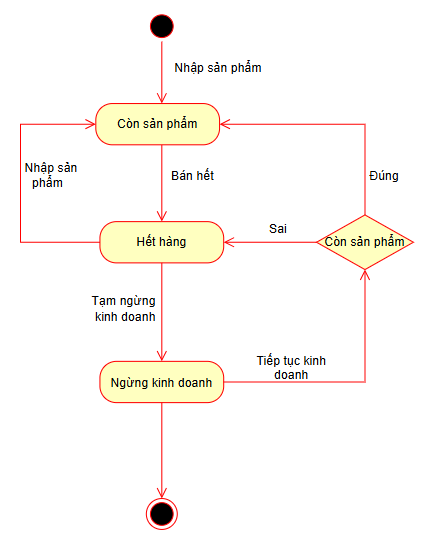 Nhập sản phẩm
Còn sản phẩm
Nhập sản
phẩm
Bán hết
Đúng
Sai
Hết hàng
Còn sản phẩm
Tạm ngừng
kinh doanh
Tiếp tục kinh
doanh
Ngừng kinh doanh